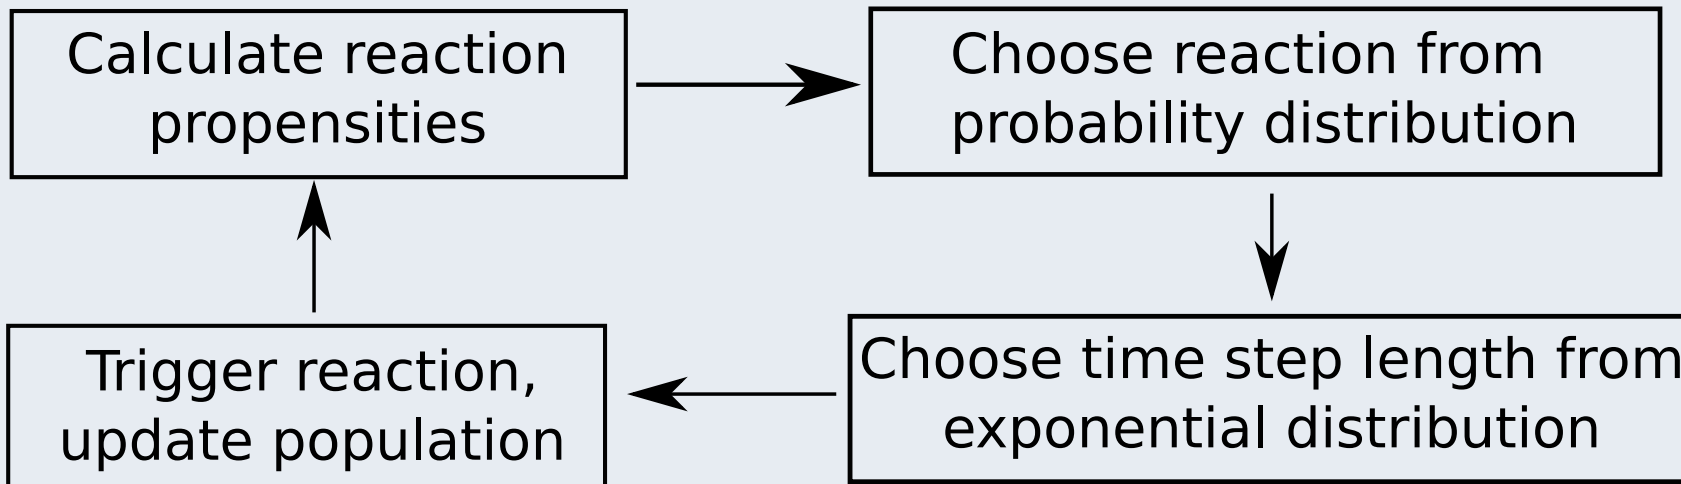 Calculate reaction
propensities
Choose reaction from
probability distribution
Choose time step length from
exponential distribution
Trigger reaction,
update population